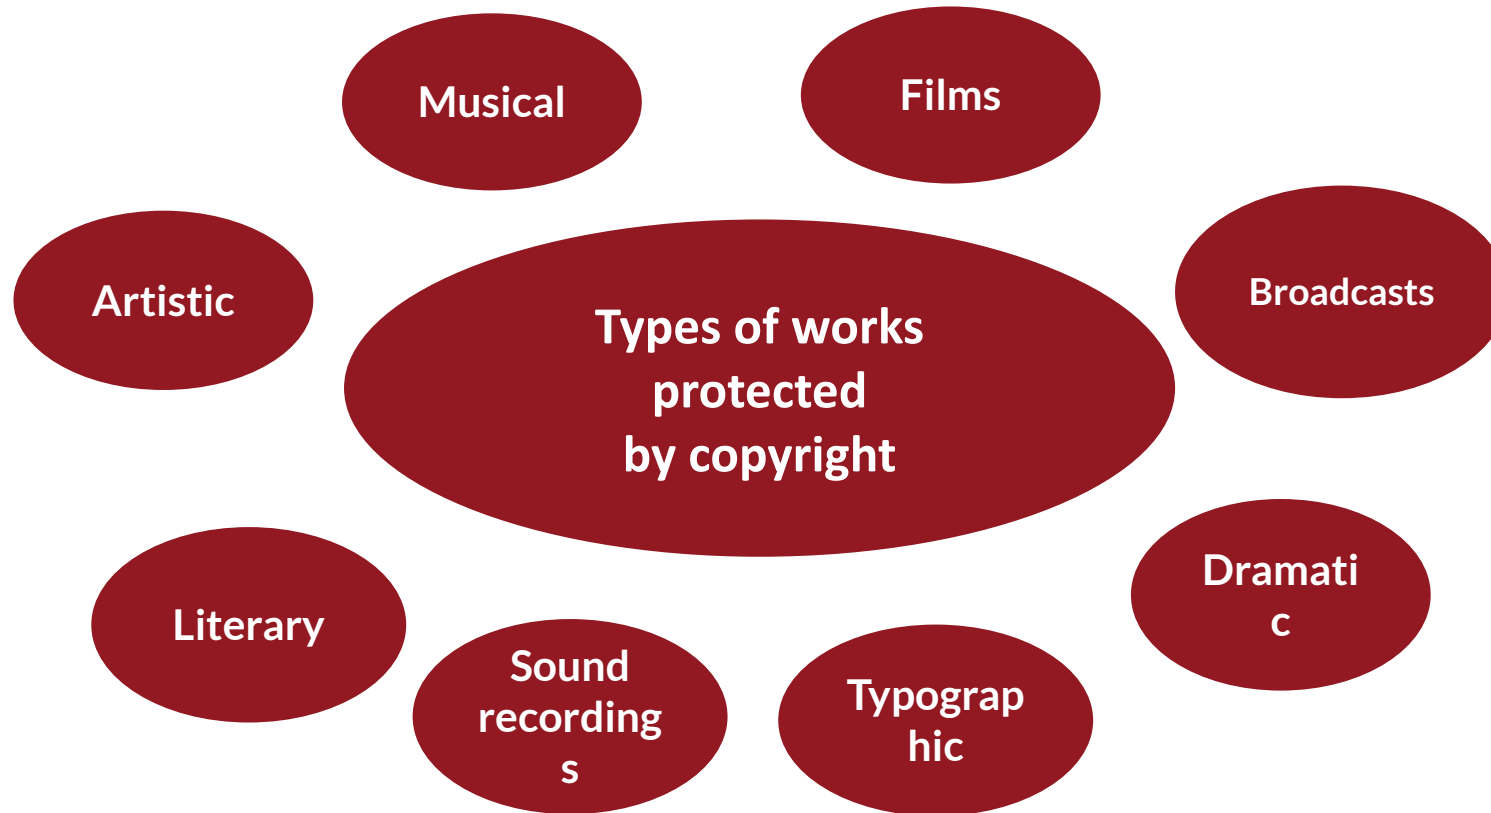 Musical
Films
Artistic
Broadcasts
Types of works
protected
by copyright
Dramati
c
Literary
Sound
recording
s
Typograp
hic